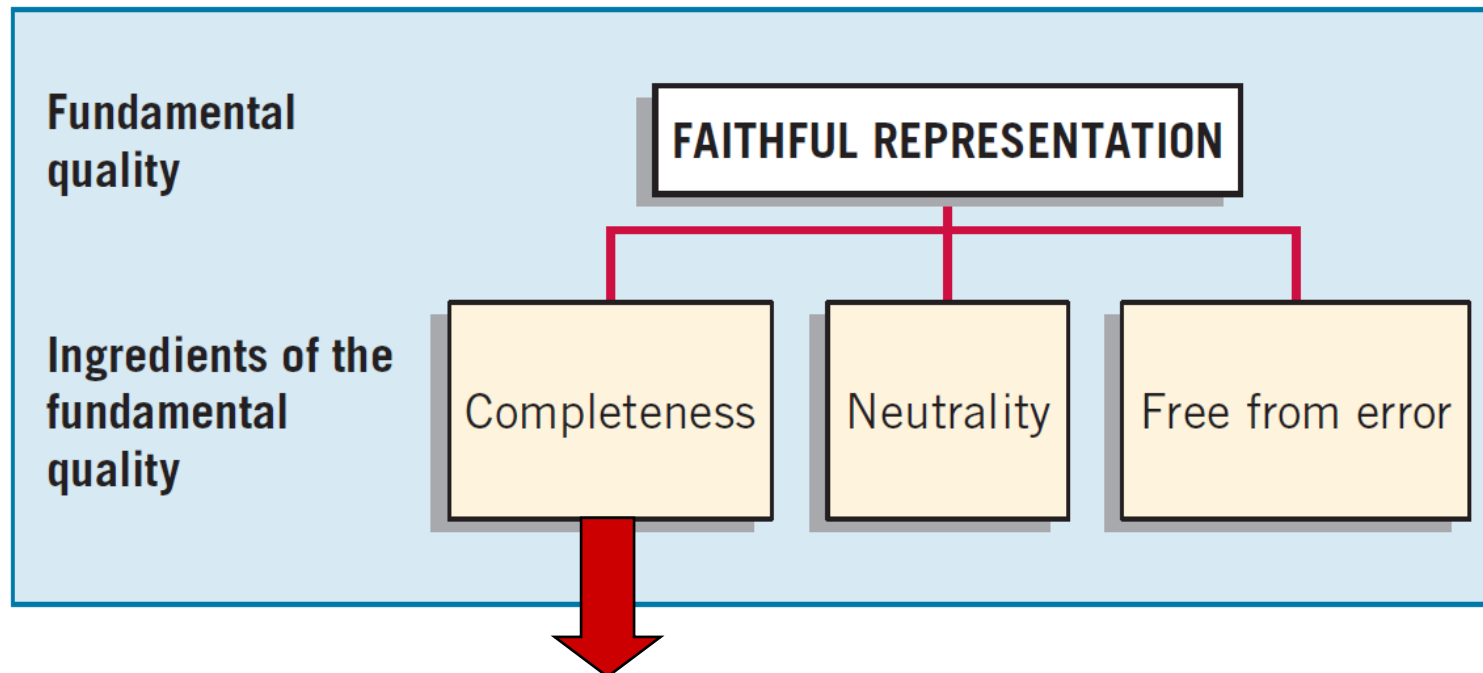 Fundamental
quality
FAITHFUL REPRESENTATION
Ingredients of the
fundamental
quality
Completeness
Neutrality
Free from error